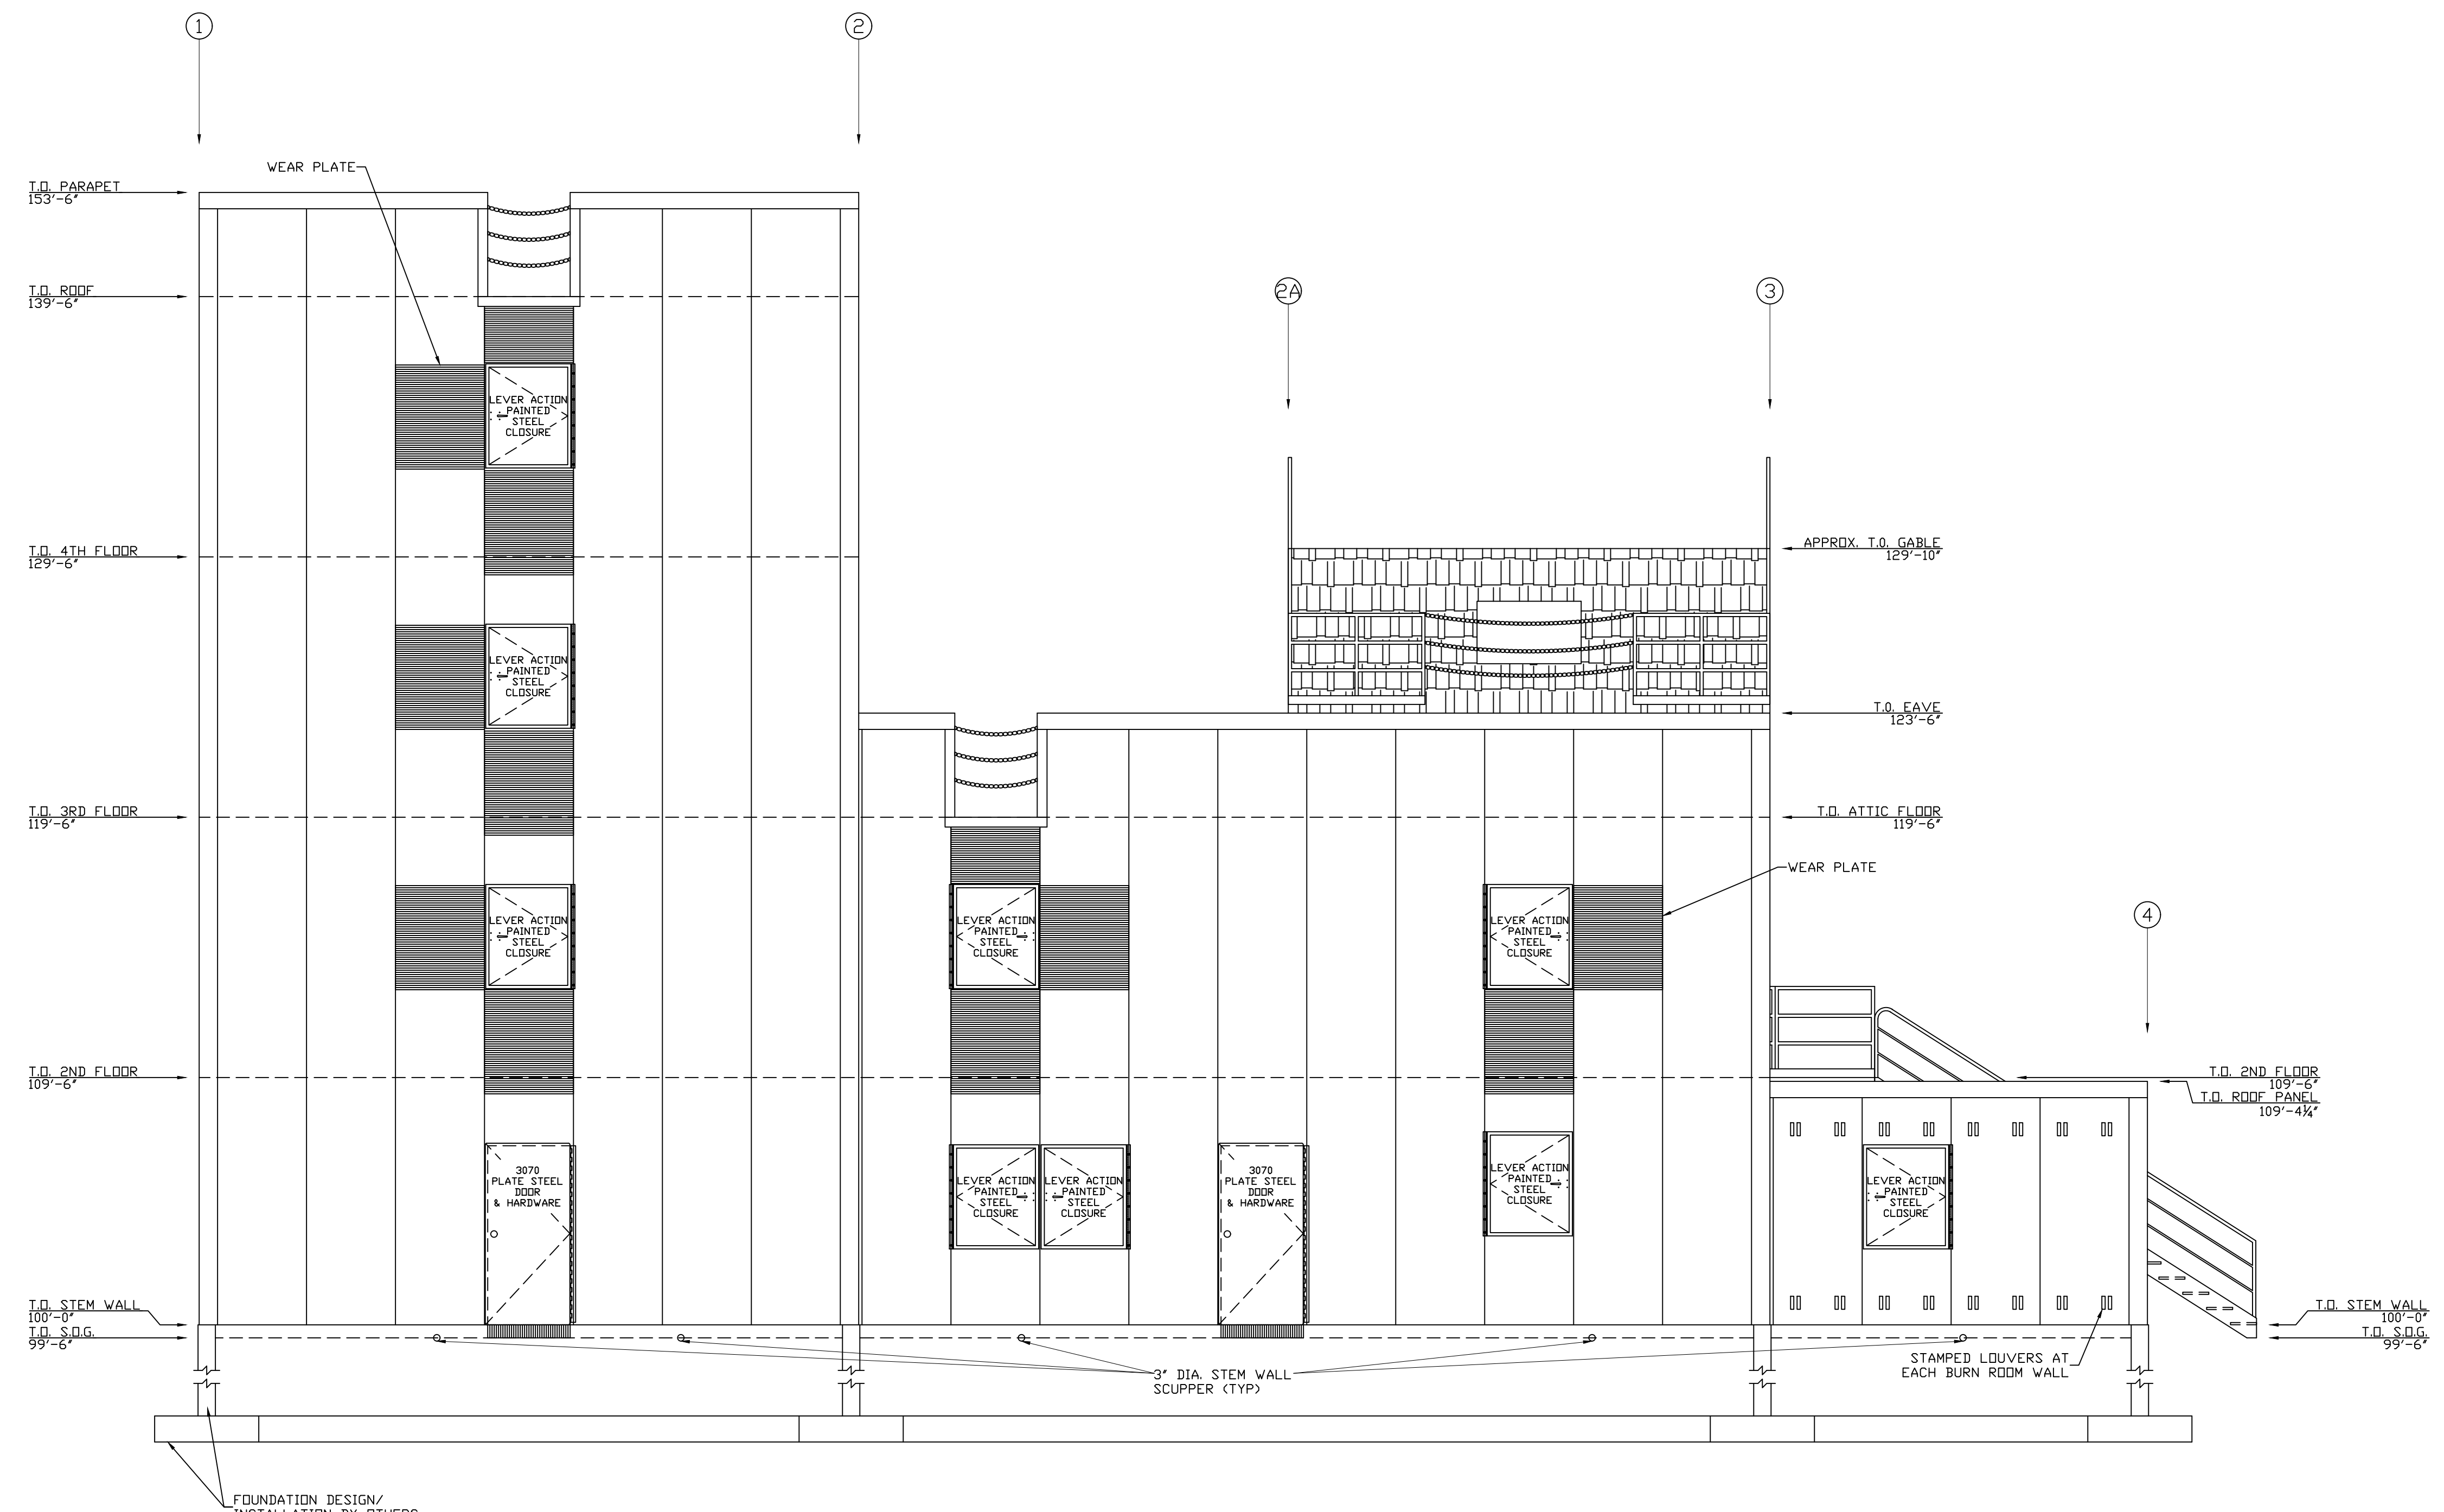 1
2
WEAR PLATE
T.O. PARAPET
153'-6"
T.O. ROOF
139'-6"
2A
3
LEVER ACTION
PAINTED
STEEL
CLOSURE
T.O. 4TH FLOOR
129'-6"
APPROX. T.O. GABLE
129'-10"
LEVER ACTION
PAINTED
STEEL
CLOSURE
T.O. EAVE
123'-6"
T.O. 3RD FLOOR
119'-6"
T.O. ATTIC FLOOR
119'-6"
WEAR PLATE
LEVER ACTION
PAINTED
STEEL
CLOSURE
LEVER ACTION
PAINTED
STEEL
CLOSURE
LEVER ACTION
PAINTED
STEEL
CLOSURE
4
T.O. 2ND FLOOR
109'-6"
T.O. 2ND FLOOR
109'-6"
T.O. ROOF PANEL
109'-4¼"
3070
PLATE STEEL
DOOR
& HARDWARE
LEVER ACTION
PAINTED
STEEL
CLOSURE
LEVER ACTION
PAINTED
STEEL
CLOSURE
3070
PLATE STEEL
DOOR
& HARDWARE
LEVER ACTION
PAINTED
STEEL
CLOSURE
LEVER ACTION
PAINTED
STEEL
CLOSURE
T.O. STEM WALL
100'-0"
T.O. S.O.G.
99'-6"
T.O. STEM WALL
100'-0"
T.O. S.O.G.
99'-6"
3" DIA. STEM WALL
SCUPPER (TYP)
STAMPED LOUVERS AT
EACH BURN ROOM WALL
FOUNDATION DESIGN/
INSTALLATION BY OTHERS